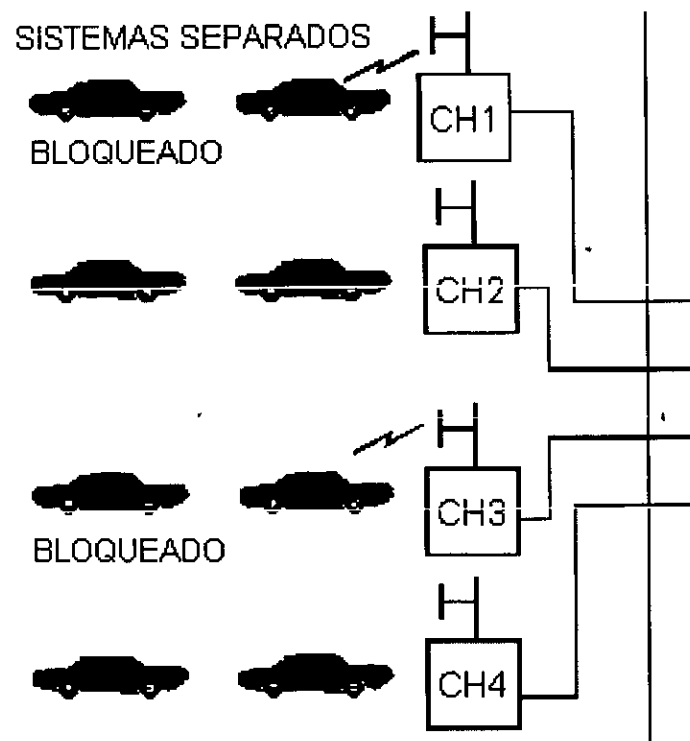 SISTEMAS SEPARADOS
CH1
BLOQUEADO
CH2
CH3
BLOQUEADO
CH4